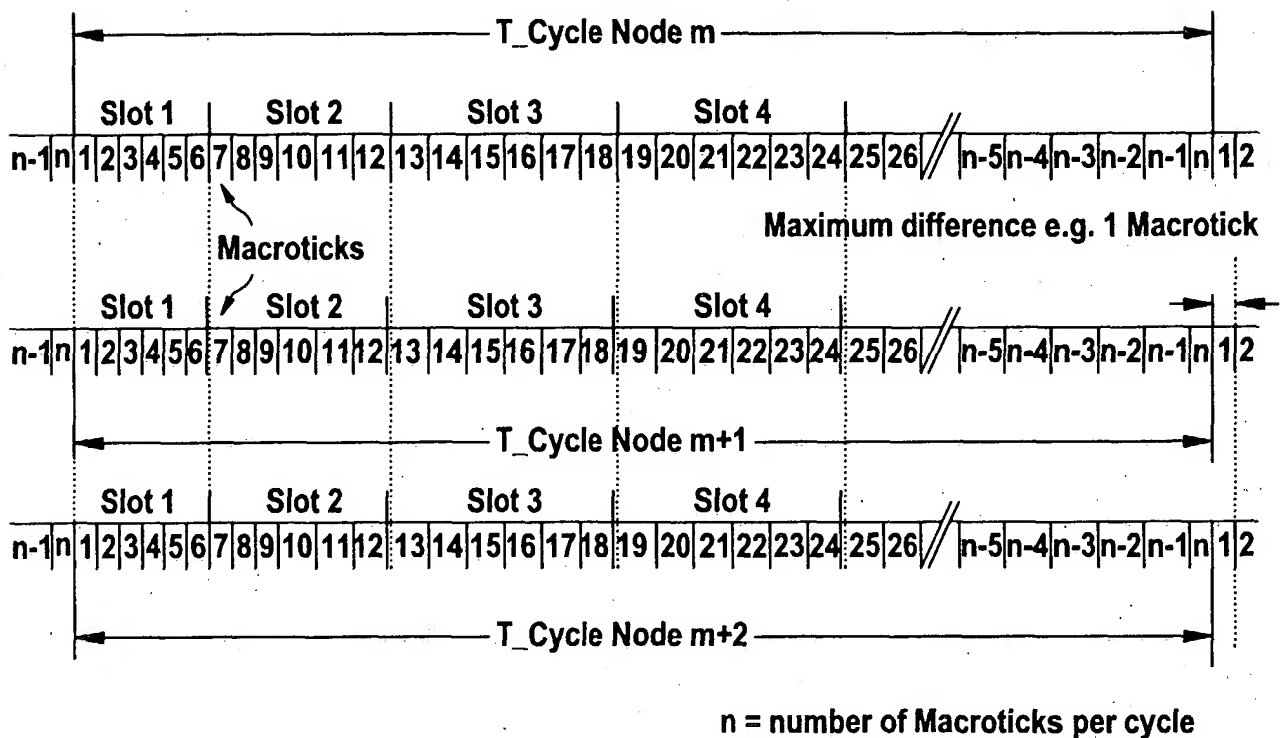 T_Cycle Node m
Slot 1 Slot 2 Slot 3 Slot 4
n-1 n 1 2 3 4 5 6 7 8 9 10 11 12 13 14 15 16 17 18 19 20 21 22 23 24 25 26 n-5 n-4 n-3 n-2 n-1 n 1 2
Maximum difference e.g. 1 Macrotick
Macroticks
Slot 1 Slot 2 Slot 3 Slot 4
n-1 n 1 2 3 4 5 6 7 8 9 10 11 12 13 14 15 16 17 18 19 20 21 22 23 24 25 26 n-5 n-4 n-3 n-2 n-1 n 1 2
T_Cycle Node m+1
Slot 1 Slot 2 Slot 3 Slot 4
n-1 n 1 2 3 4 5 6 7 8 9 10 11 12 13 14 15 16 17 18 19 20 21 22 23 24 25 26 n-5 n-4 n-3 n-2 n-1 n 1 2
T_Cycle Node m+2
n = number of Macroticks per cycle